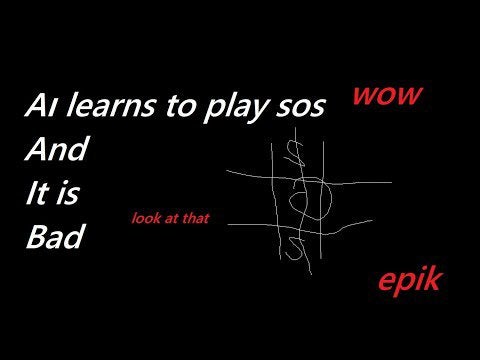 AI learns to play sos
wow
And
It is
Bad
look at that
S
O
S
epik